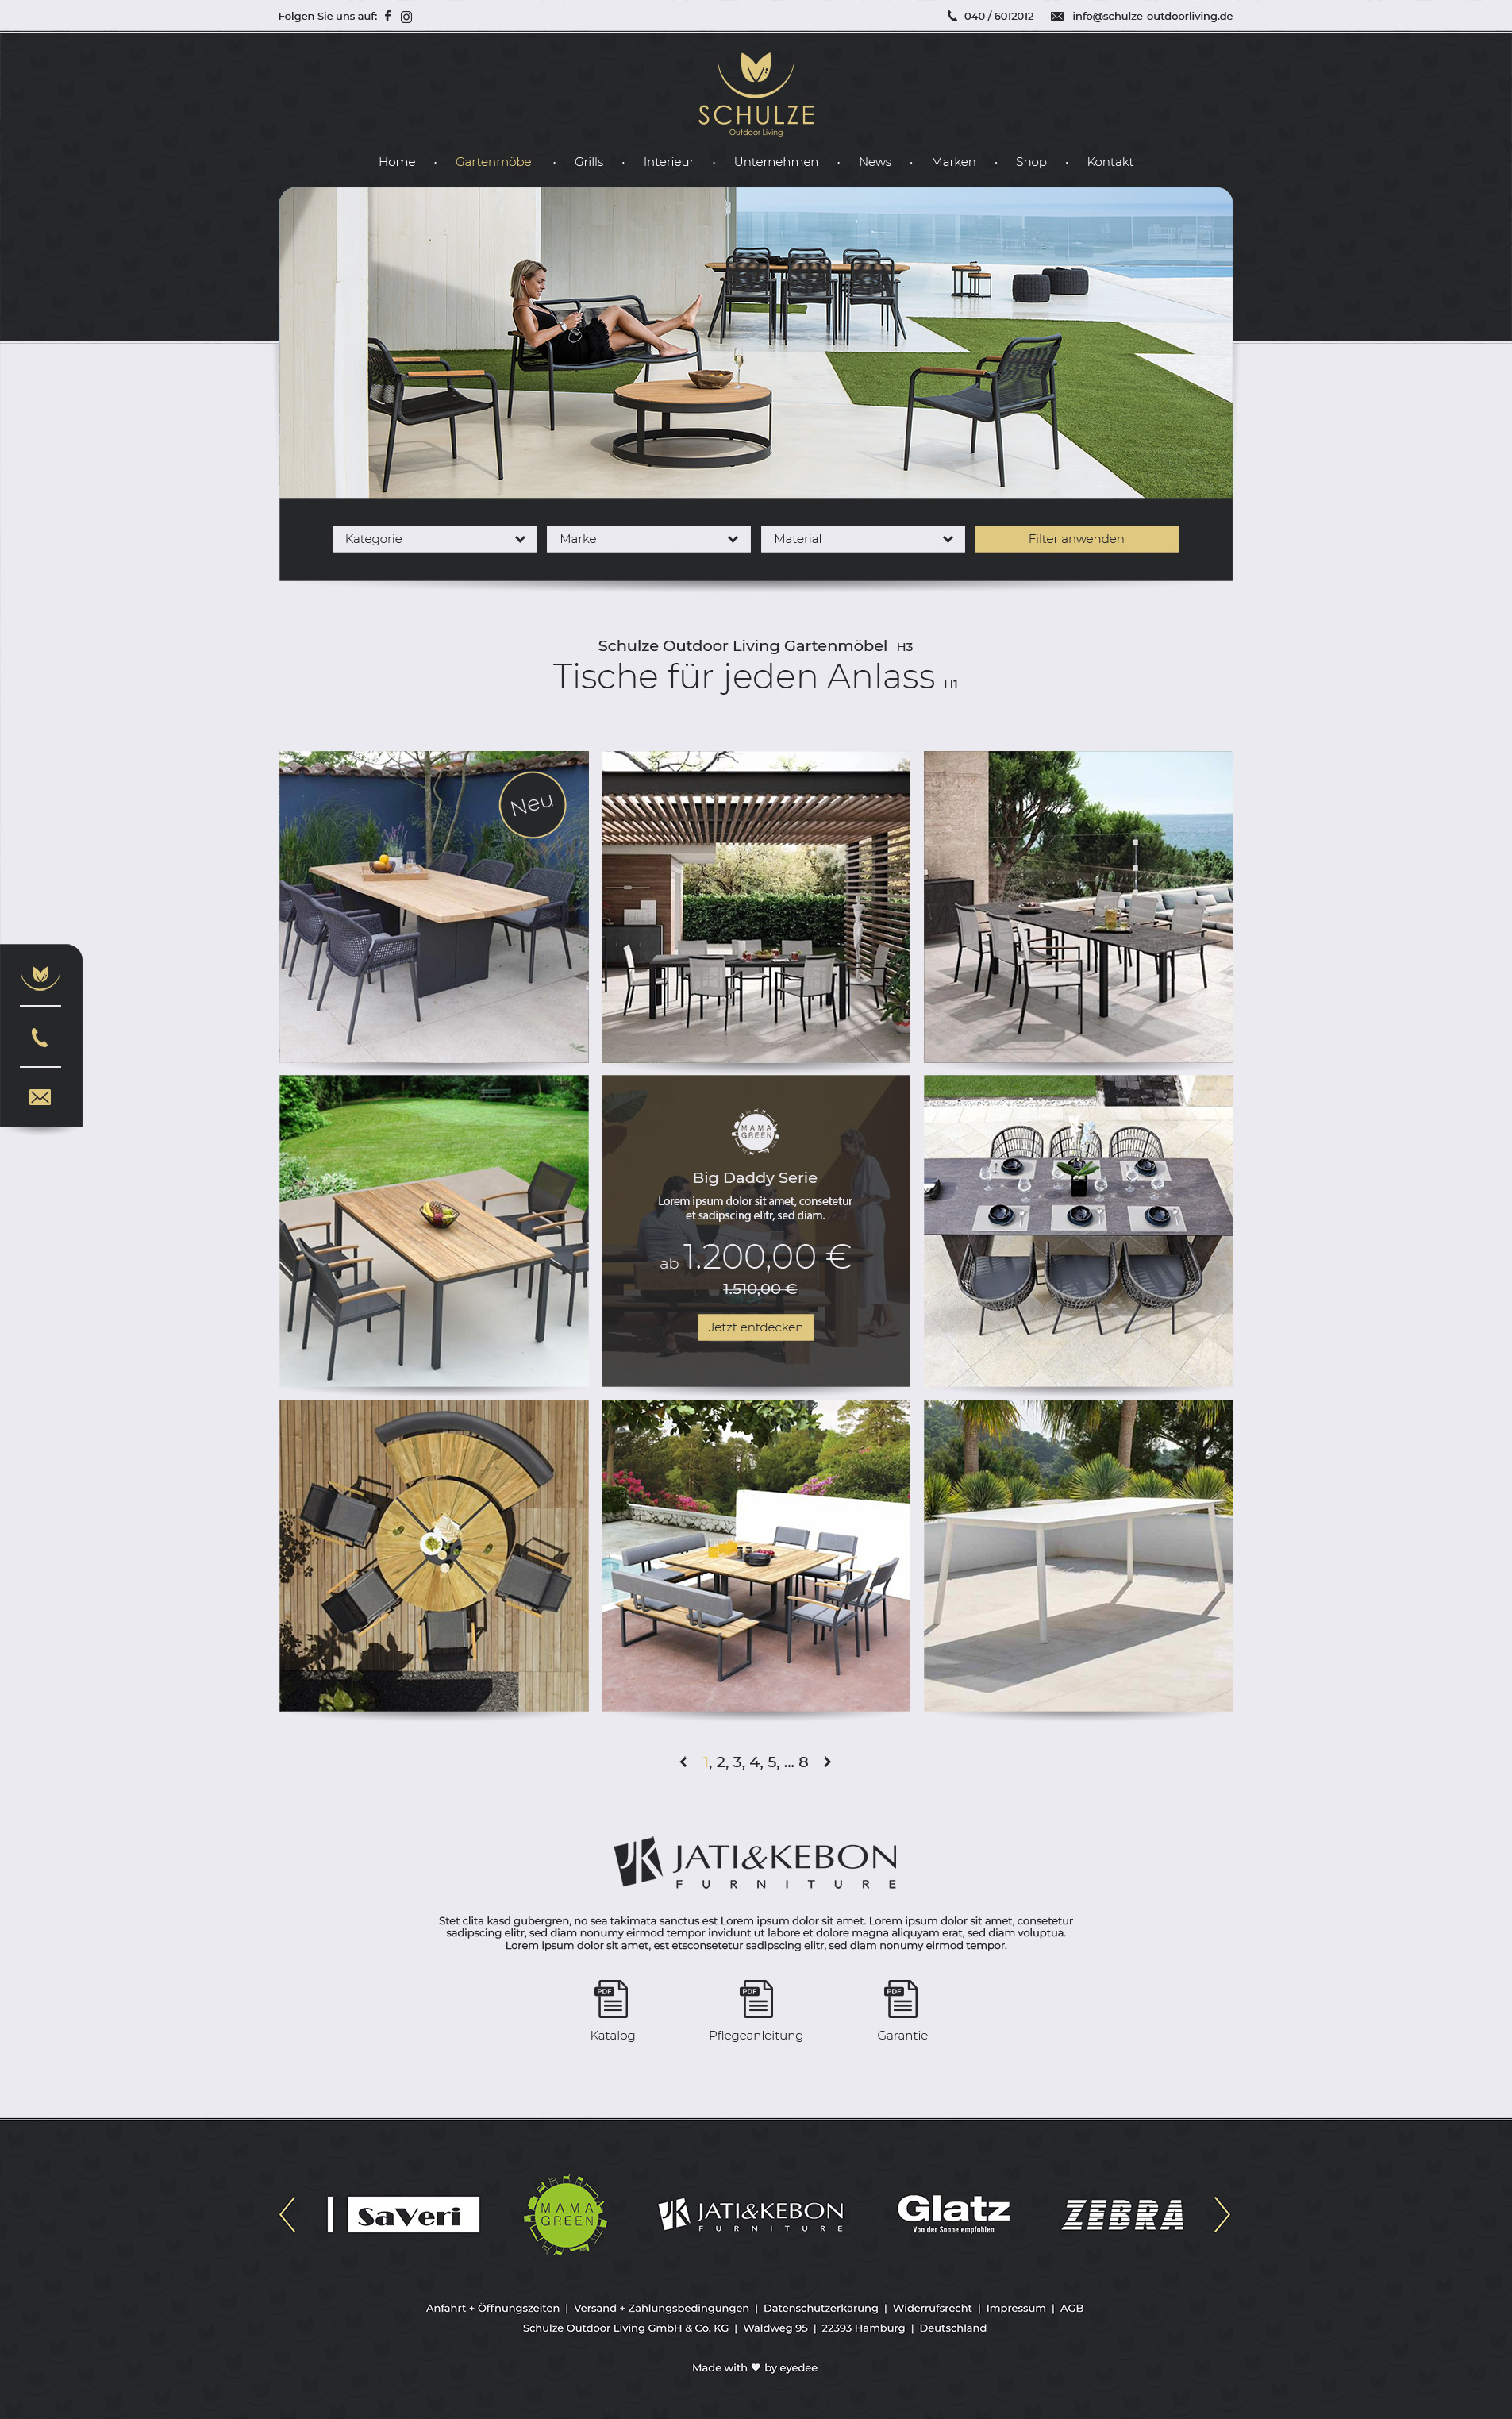 Folgen Sie uns auf:
040 / 6012012
info@schulze-outdoorliving.de
SCHULZE
Outdoor Living
Home · Gartenmöbel · Grills · Interieur · Unternehmen · News · Marken · Shop · Kontakt
Kategorie
Marke
Material
Filter anwenden
Schulze Outdoor Living Gartenmöbel H3
Tische für jeden Anlass H1
Neu
MAMA
GREEN
Big Daddy Serie
Lorem ipsum dolor sit amet, consetetur
et sadipscing elitr, sed diam.
ab 1.200,00 €
1.510,00 €
Jetzt entdecken
1, 2, 3, 4, 5, ... 8
JK JATI&KEBON
FURNITURE
Stet clita kasd gubergren, no sea takimata sanctus est Lorem ipsum dolor sit amet. Lorem ipsum dolor sit amet, consetetur
sadipscing elitr, sed diam nonumy eirmod tempor invidunt ut labore et dolore magna aliquyam erat, sed diam voluptua.
Lorem ipsum dolor sit amet, est etsconsetetur sadipscing elitr, sed diam nonumy eirmod tempor.
PDF
PDF
PDF
Katalog
Pflegeanleitung
Garantie
SaVeri
MAMA
GREEN
JK JATI&KEBON
FURNITURE
Glatz
Von der Sonne empfohlen
ZEBRA
Anfahrt + Öffnungszeiten | Versand + Zahlungsbedingungen | Datenschutzerkärung | Widerrufsrecht | Impressum | AGB
Schulze Outdoor Living GmbH & Co. KG | Waldweg 95 | 22393 Hamburg | Deutschland
Made with ♥ by eyedee